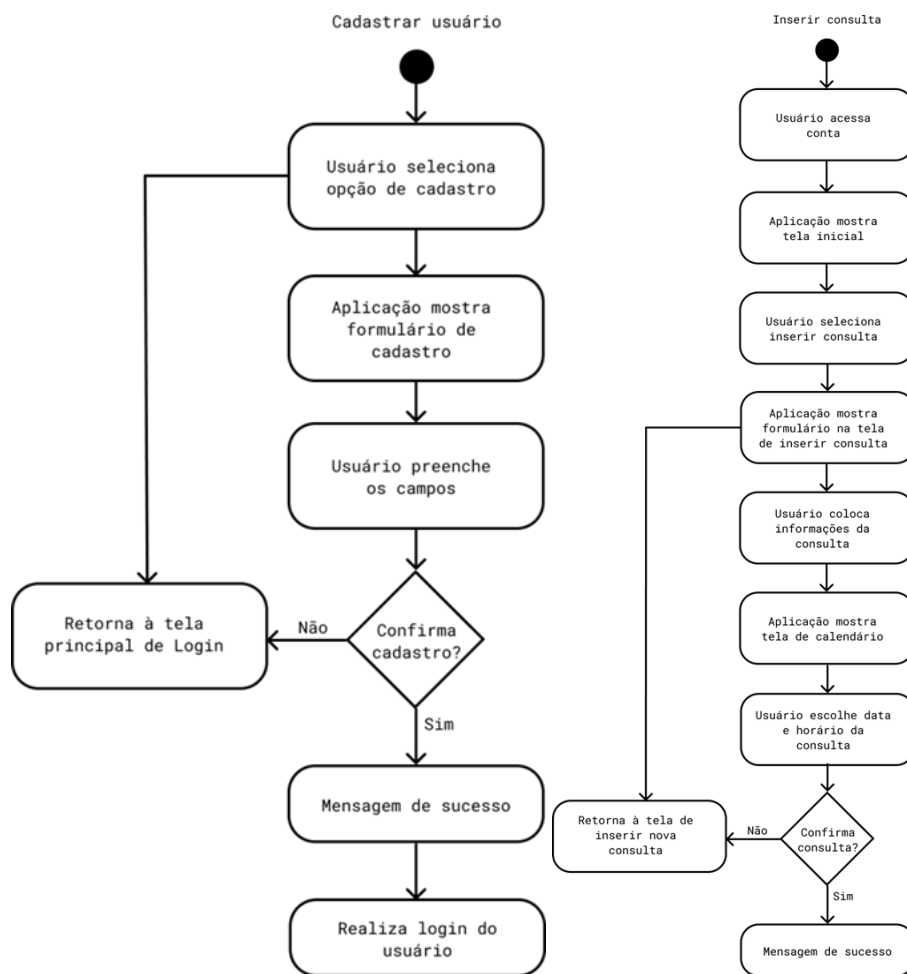 Cadastrar usuário
Usuário seleciona
opção de cadastro
Aplicação mostra
formulário de
cadastro
Usuário preenche
os campos
Confirma
cadastro?
Não
Retorna à tela
principal de Login
Sim
Mensagem de sucesso
Realiza login do
usuário
Inserir consulta
Usuário acessa
conta
Aplicação mostra
tela inicial
Usuário seleciona
inserir consulta
Aplicação mostra
formulário na tela
de inserir consulta
Usuário coloca
informações da
consulta
Aplicação mostra
tela de calendário
Usuário escolhe data
e horário da
consulta
Confirma
consulta?
Não
Retorna à tela de
inserir nova
consulta
Sim
Mensagem de sucesso